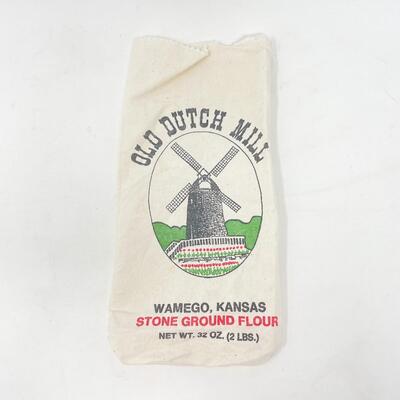 OLD DUTCH MILL
WAMEGO, KANSAS
STONE GROUND FLOUR
NET WT. 32 OZ. (2 LBS.)